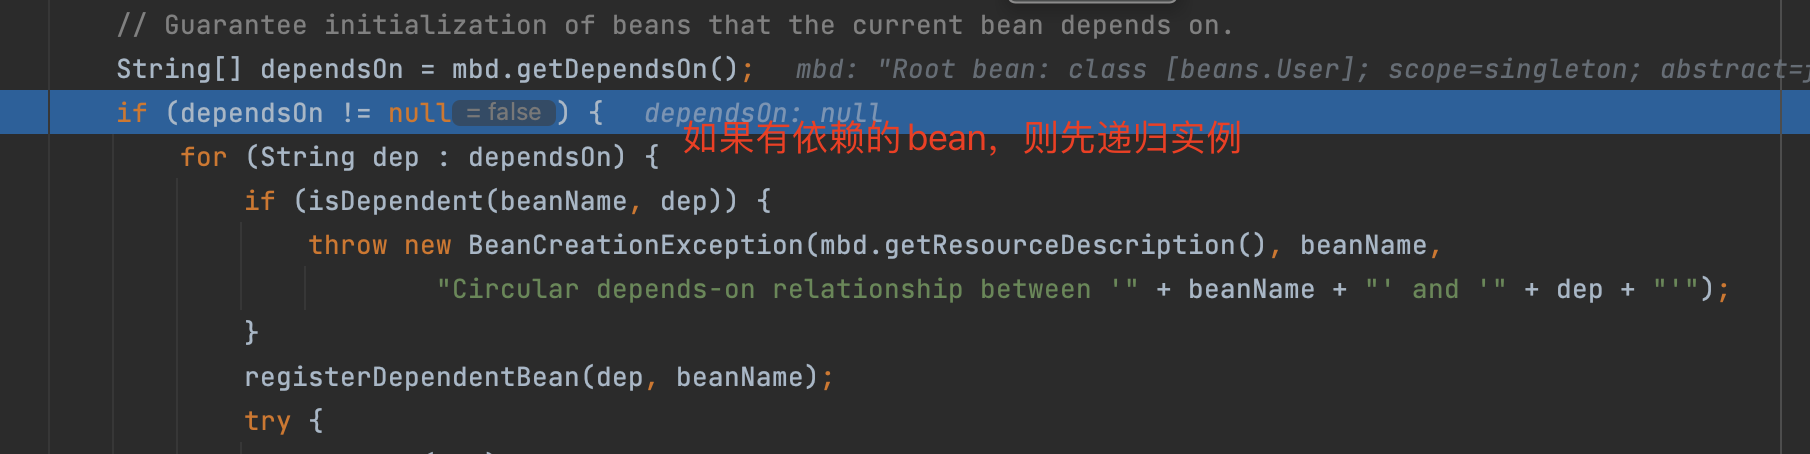 // Guarantee initialization of beans that the current bean depends on.
String[] dependsOn = mbd.getDependsOn(); mbd: "Root bean: class [beans.User]; scope=singleton; abstract=
if (dependsOn != null = false ) { dependsOn: null
如果有依赖的bean，则先递归实例
for (String dep : dependsOn) {
if (isDependent(beanName, dep)) {
throw new BeanCreationException(mbd.getResourceDescription(), beanName,
"Circular depends-on relationship between '" + beanName + "' and '" + dep + "'");
}
registerDependentBean(dep, beanName);
try {